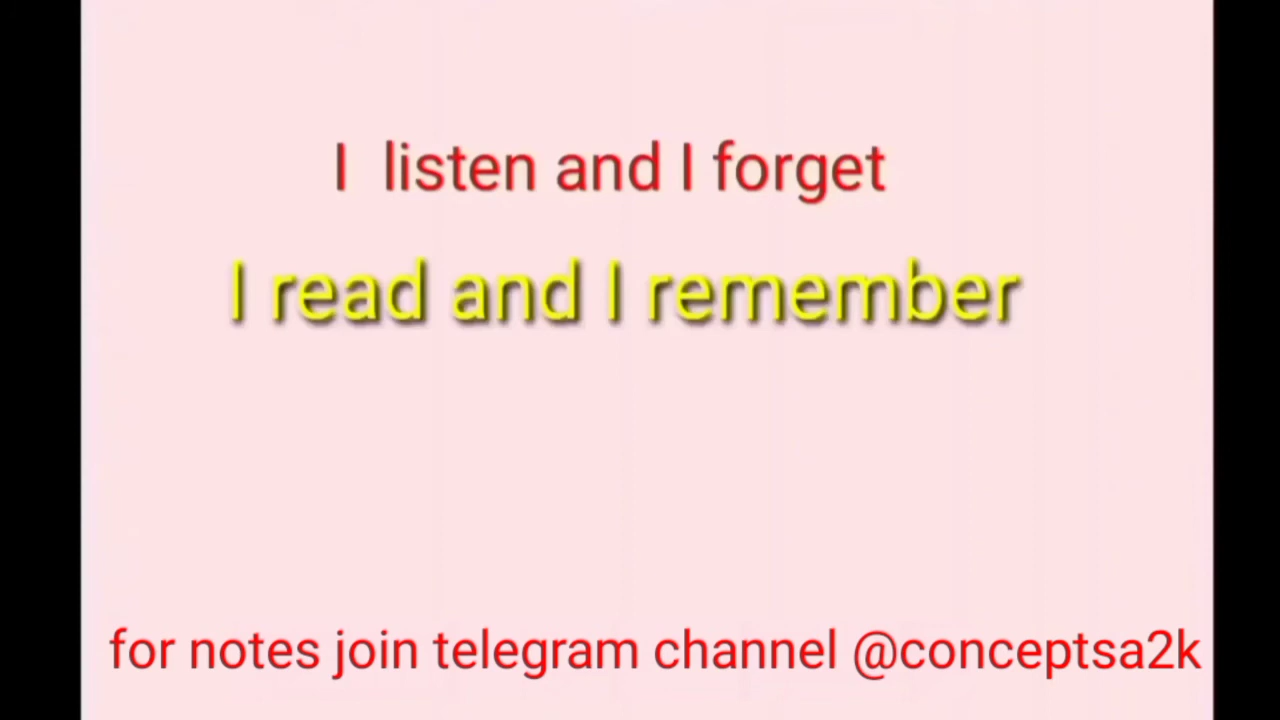 I listen and I forget
I read and I remember
for notes join telegram channel @conceptsa2k